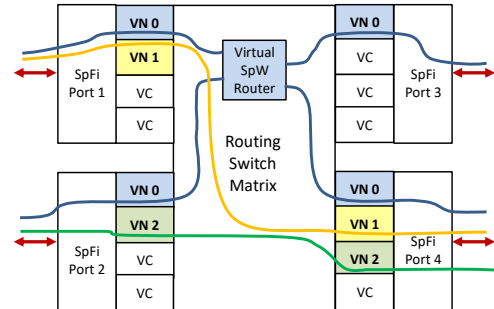 SpFi
Port 1
VN 0
VN 1
VC
VC
Virtual
SpW
Router
VN 0
VC
VC
VC
SpFi
Port 3
Routing
Switch
Matrix
SpFi
Port 2
VN 0
VN 2
VC
VC
VN 0
VN 1
VN 2
VC
SpFi
Port 4